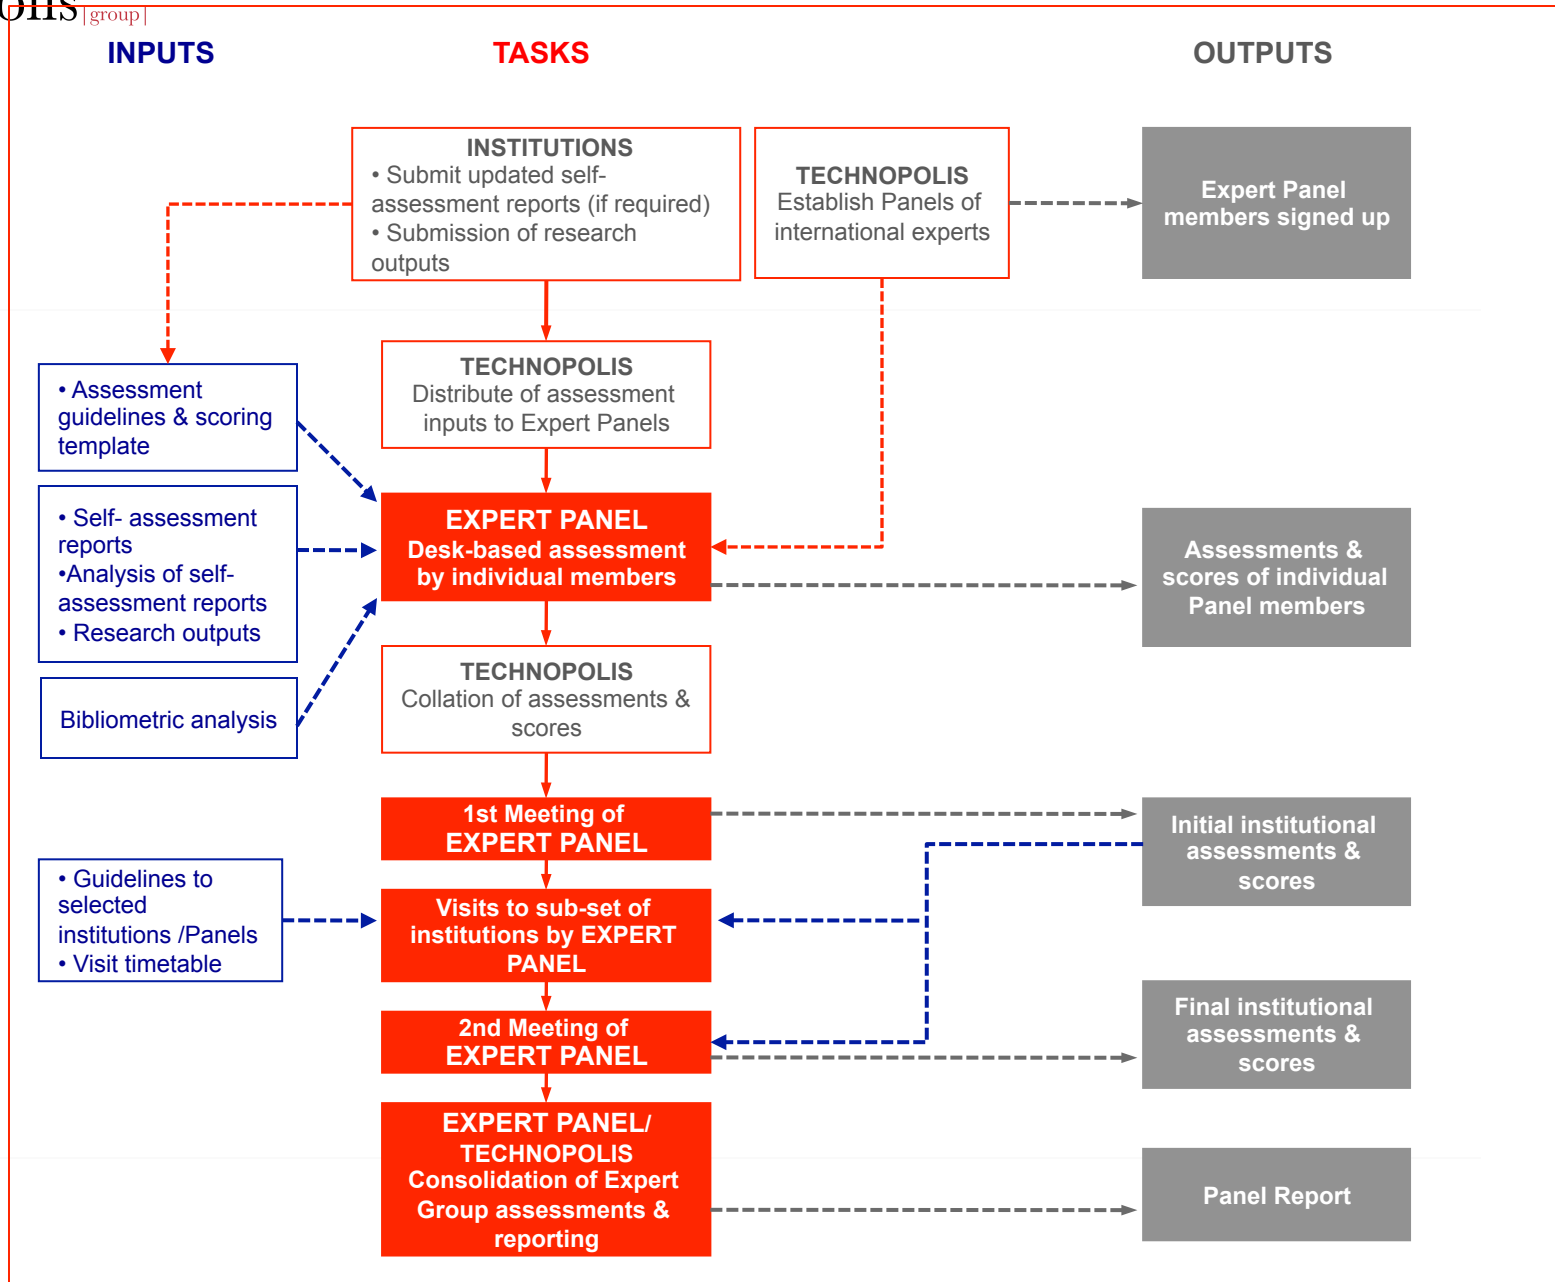 |group|
INPUTS
TASKS
OUTPUTS
INSTITUTIONS
• Submit updated self-
assessment reports (if required)
• Submission of research
outputs
TECHNOPOLIS
Establish Panels of
international experts
Expert Panel
members signed up
TECHNOPOLIS
Distribute of assessment
inputs to Expert Panels
• Assessment
guidelines & scoring
template
• Self- assessment
reports
•Analysis of self-
assessment reports
• Research outputs
Bibliometric analysis
EXPERT PANEL
Desk-based assessment
by individual members
Assessments &
scores of individual
Panel members
TECHNOPOLIS
Collation of assessments &
scores
1st Meeting of
EXPERT PANEL
Initial institutional
assessments &
scores
• Guidelines to
selected
institutions /Panels
• Visit timetable
Visits to sub-set of
institutions by EXPERT
PANEL
2nd Meeting of
EXPERT PANEL
Final institutional
assessments &
scores
EXPERT PANEL/
TECHNOPOLIS
Consolidation of Expert
Group assessments &
reporting
Panel Report